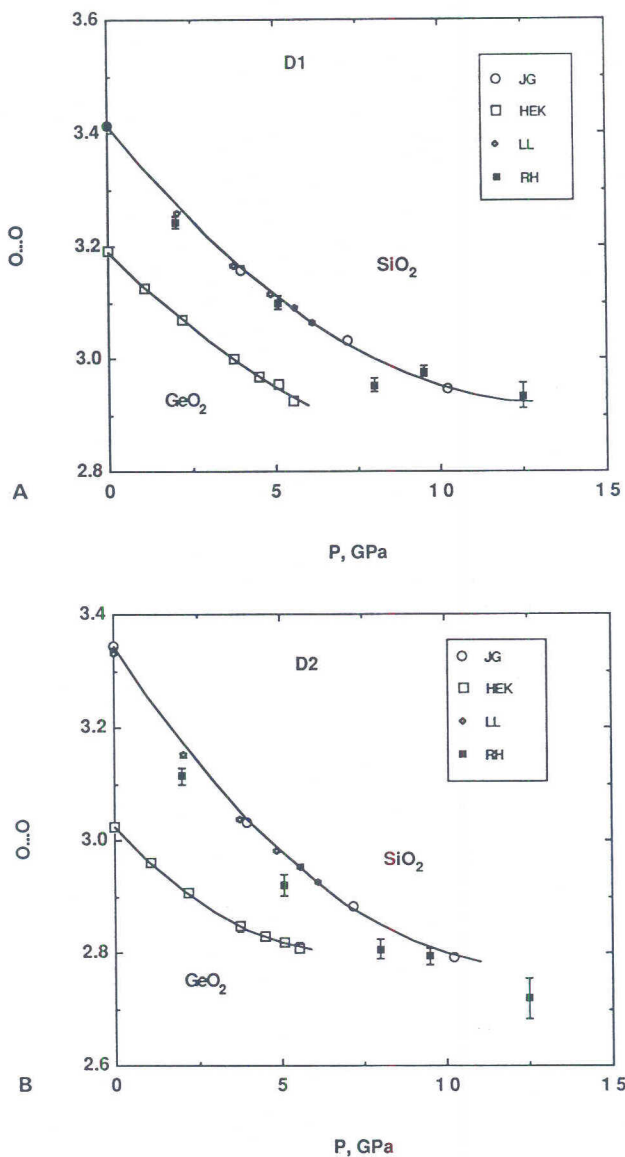 3.6
D1
JG
HEK
LL
RH
3.4
O...O
3.2
SiO2
3.0
GeO2
2.8
A
0 5 10 15
P, GPa
3.4
D2
JG
HEK
LL
RH
3.2
O...O
3.0
SiO2
2.8
GeO2
2.6
B
0 5 10 15
P, GPa